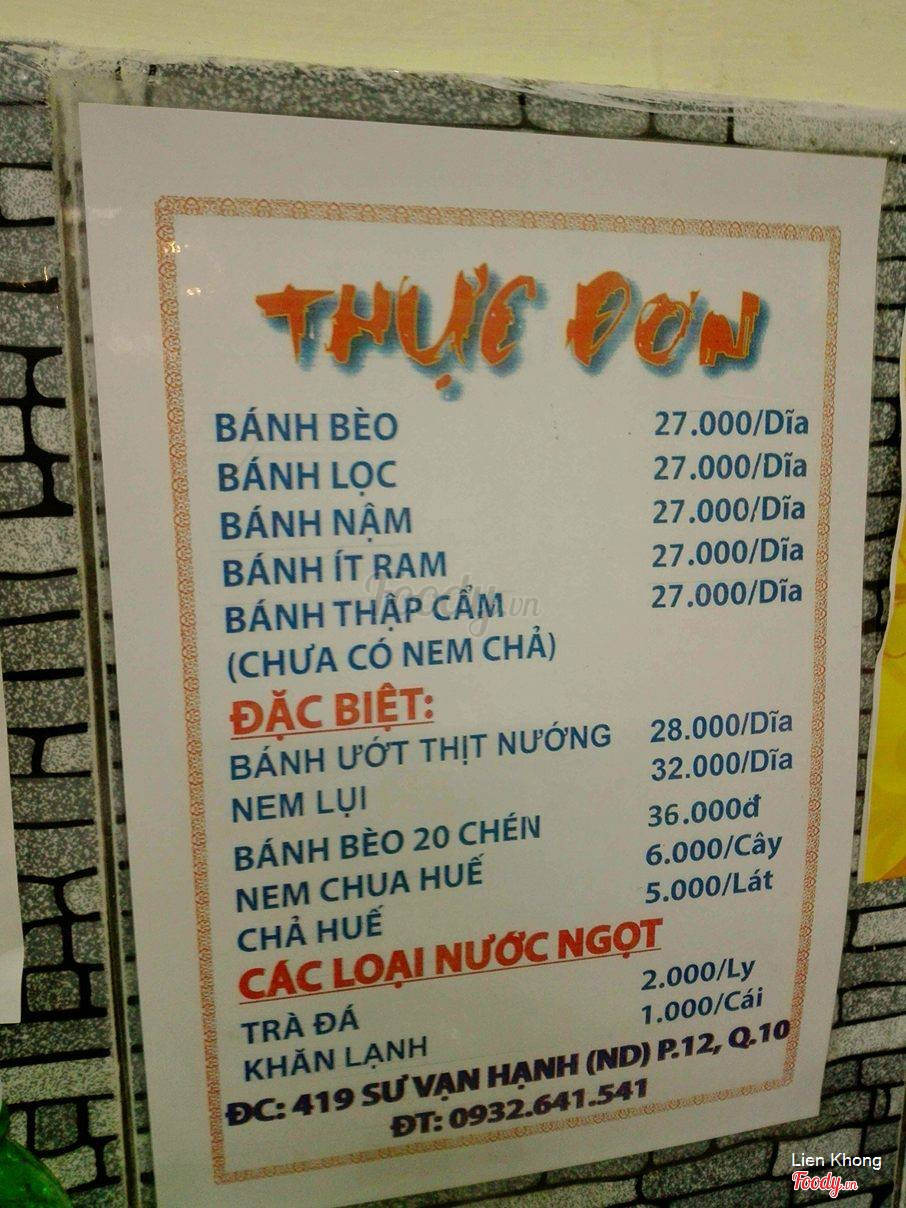 THỰC ĐƠN
BÁNH BÈO 27.000/Dĩa
BÁNH LỌC 27.000/Dĩa
BÁNH NẬM 27.000/Dĩa
BÁNH ÍT RAM 27.000/Dĩa
BÁNH THẬP CẨM 27.000/Dĩa
(CHƯA CÓ NEM CHẢ)
ĐẶC BIỆT:
BÁNH ƯỚT THỊT NƯỚNG 28.000/Dĩa
NEM LỤI 32.000/Dĩa
BÁNH BÈO 20 CHÉN 36.000đ
NEM CHUA HUẾ 6.000/Cây
CHẢ HUẾ 5.000/Lát
CÁC LOẠI NƯỚC NGỌT
TRÀ ĐÁ 2.000/Ly
KHĂN LẠNH 1.000/Cái
ĐC: 419 SƯ VẠN HẠNH (ND) P.12, Q.10
ĐT: 0932.641.541
Foody.vn
Lien Khong
Foody.vn